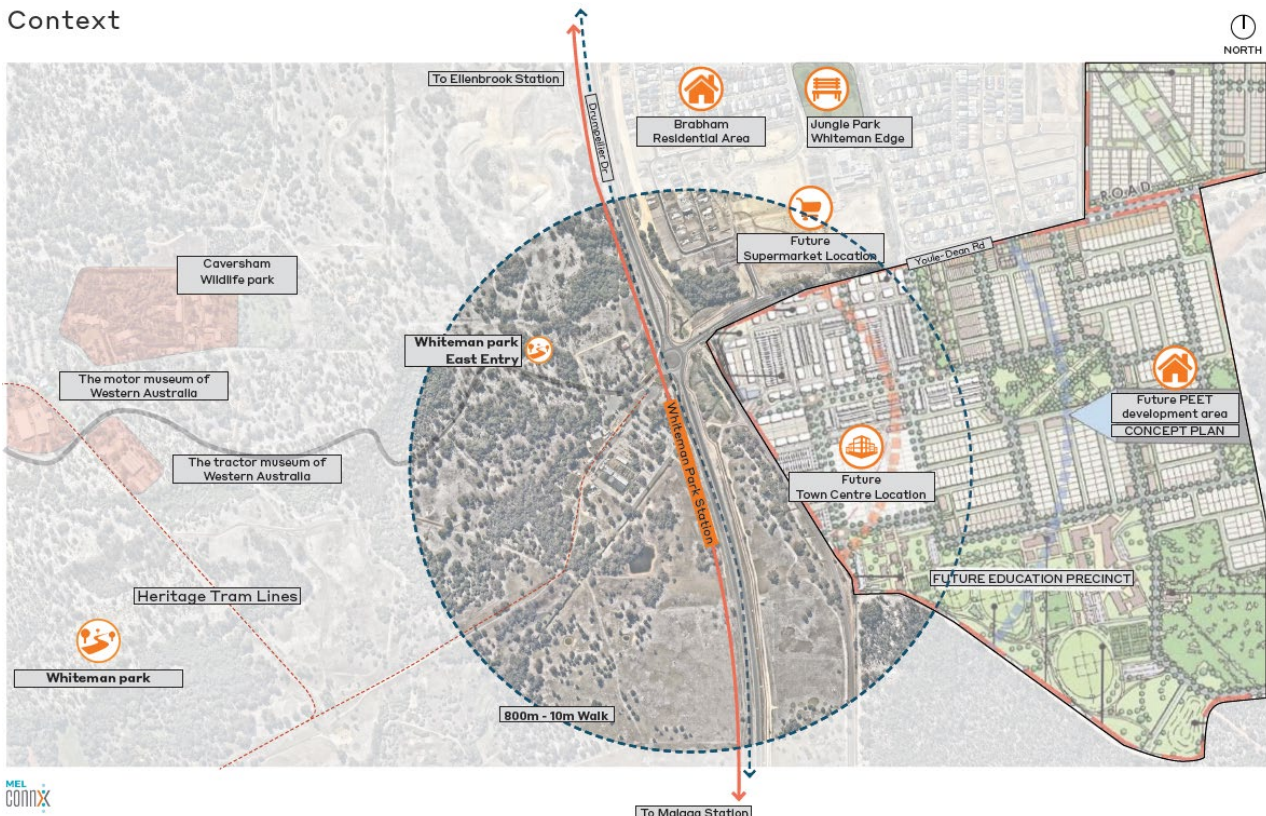 Context
NORTH
To Ellenbrook Station
Drumpellier Dr.
Brabham
Residential Area
Jungle Park
Whiteman Edge
ROAD
Future
Supermarket Location
Youle-Dean Rd
Caversham
Wildlife park
Whiteman park
East Entry
The motor museum of
Western Australia
Future PEET
development area
CONCEPT PLAN
The tractor museum of
Western Australia
Whiteman Park Station
Future
Town Centre Location
FUTURE EDUCATION PRECINCT
Heritage Tram Lines
Whiteman park
800m - 10m Walk
MEL
CONNX
To Malaga Station